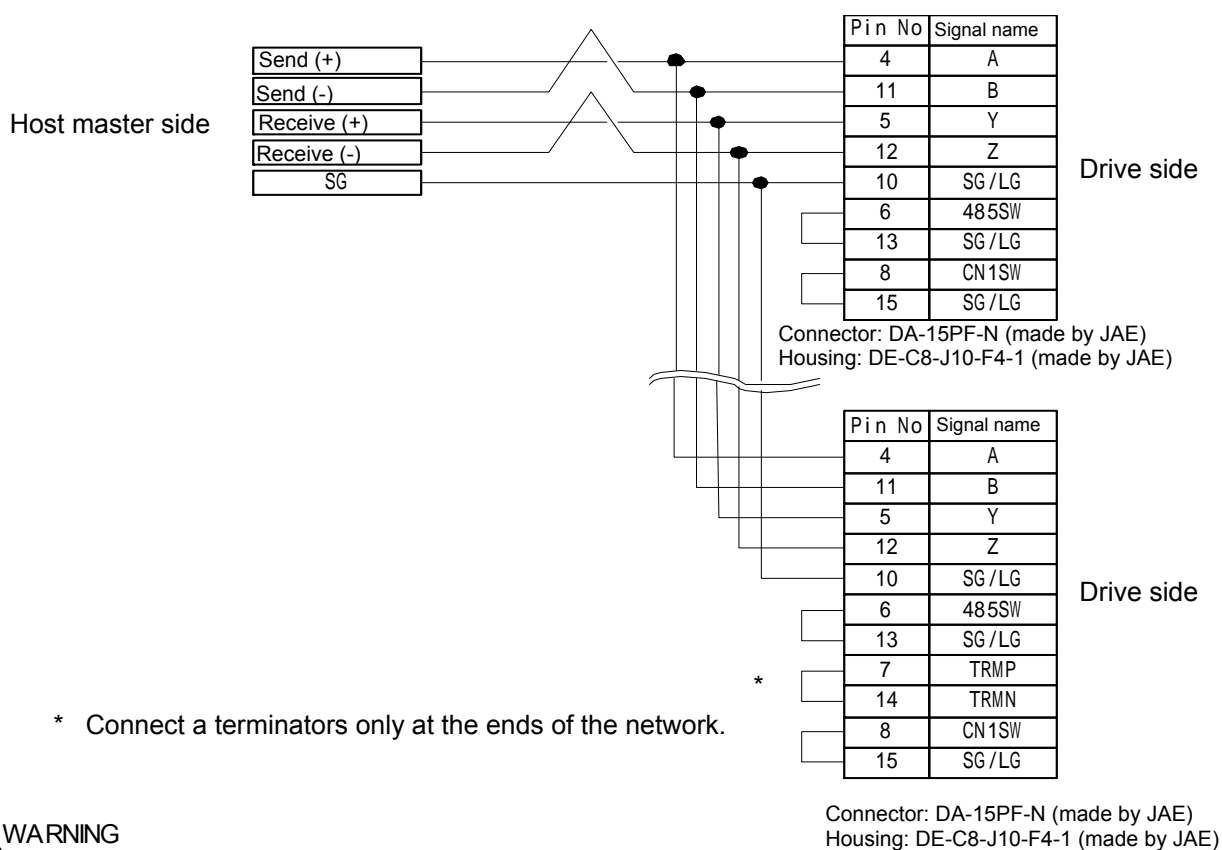 Host master side
Send (+)
Send (-)
Receive (+)
Receive (-)
SG
Pin No Signal name
4 A
11 B
5 Y
12 Z
10 SG/LG
6 485SW
13 SG/LG
8 CN1SW
15 SG/LG
Drive side
Connector: DA-15PF-N (made by JAE)
Housing: DE-C8-J10-F4-1 (made by JAE)
Pin No Signal name
4 A
11 B
5 Y
12 Z
10 SG/LG
6 485SW
13 SG/LG
7 TRMP
14 TRMN
8 CN1SW
15 SG/LG
Drive side
*
* Connect a terminators only at the ends of the network.
Connector: DA-15PF-N (made by JAE)
Housing: DE-C8-J10-F4-1 (made by JAE)
WARNING